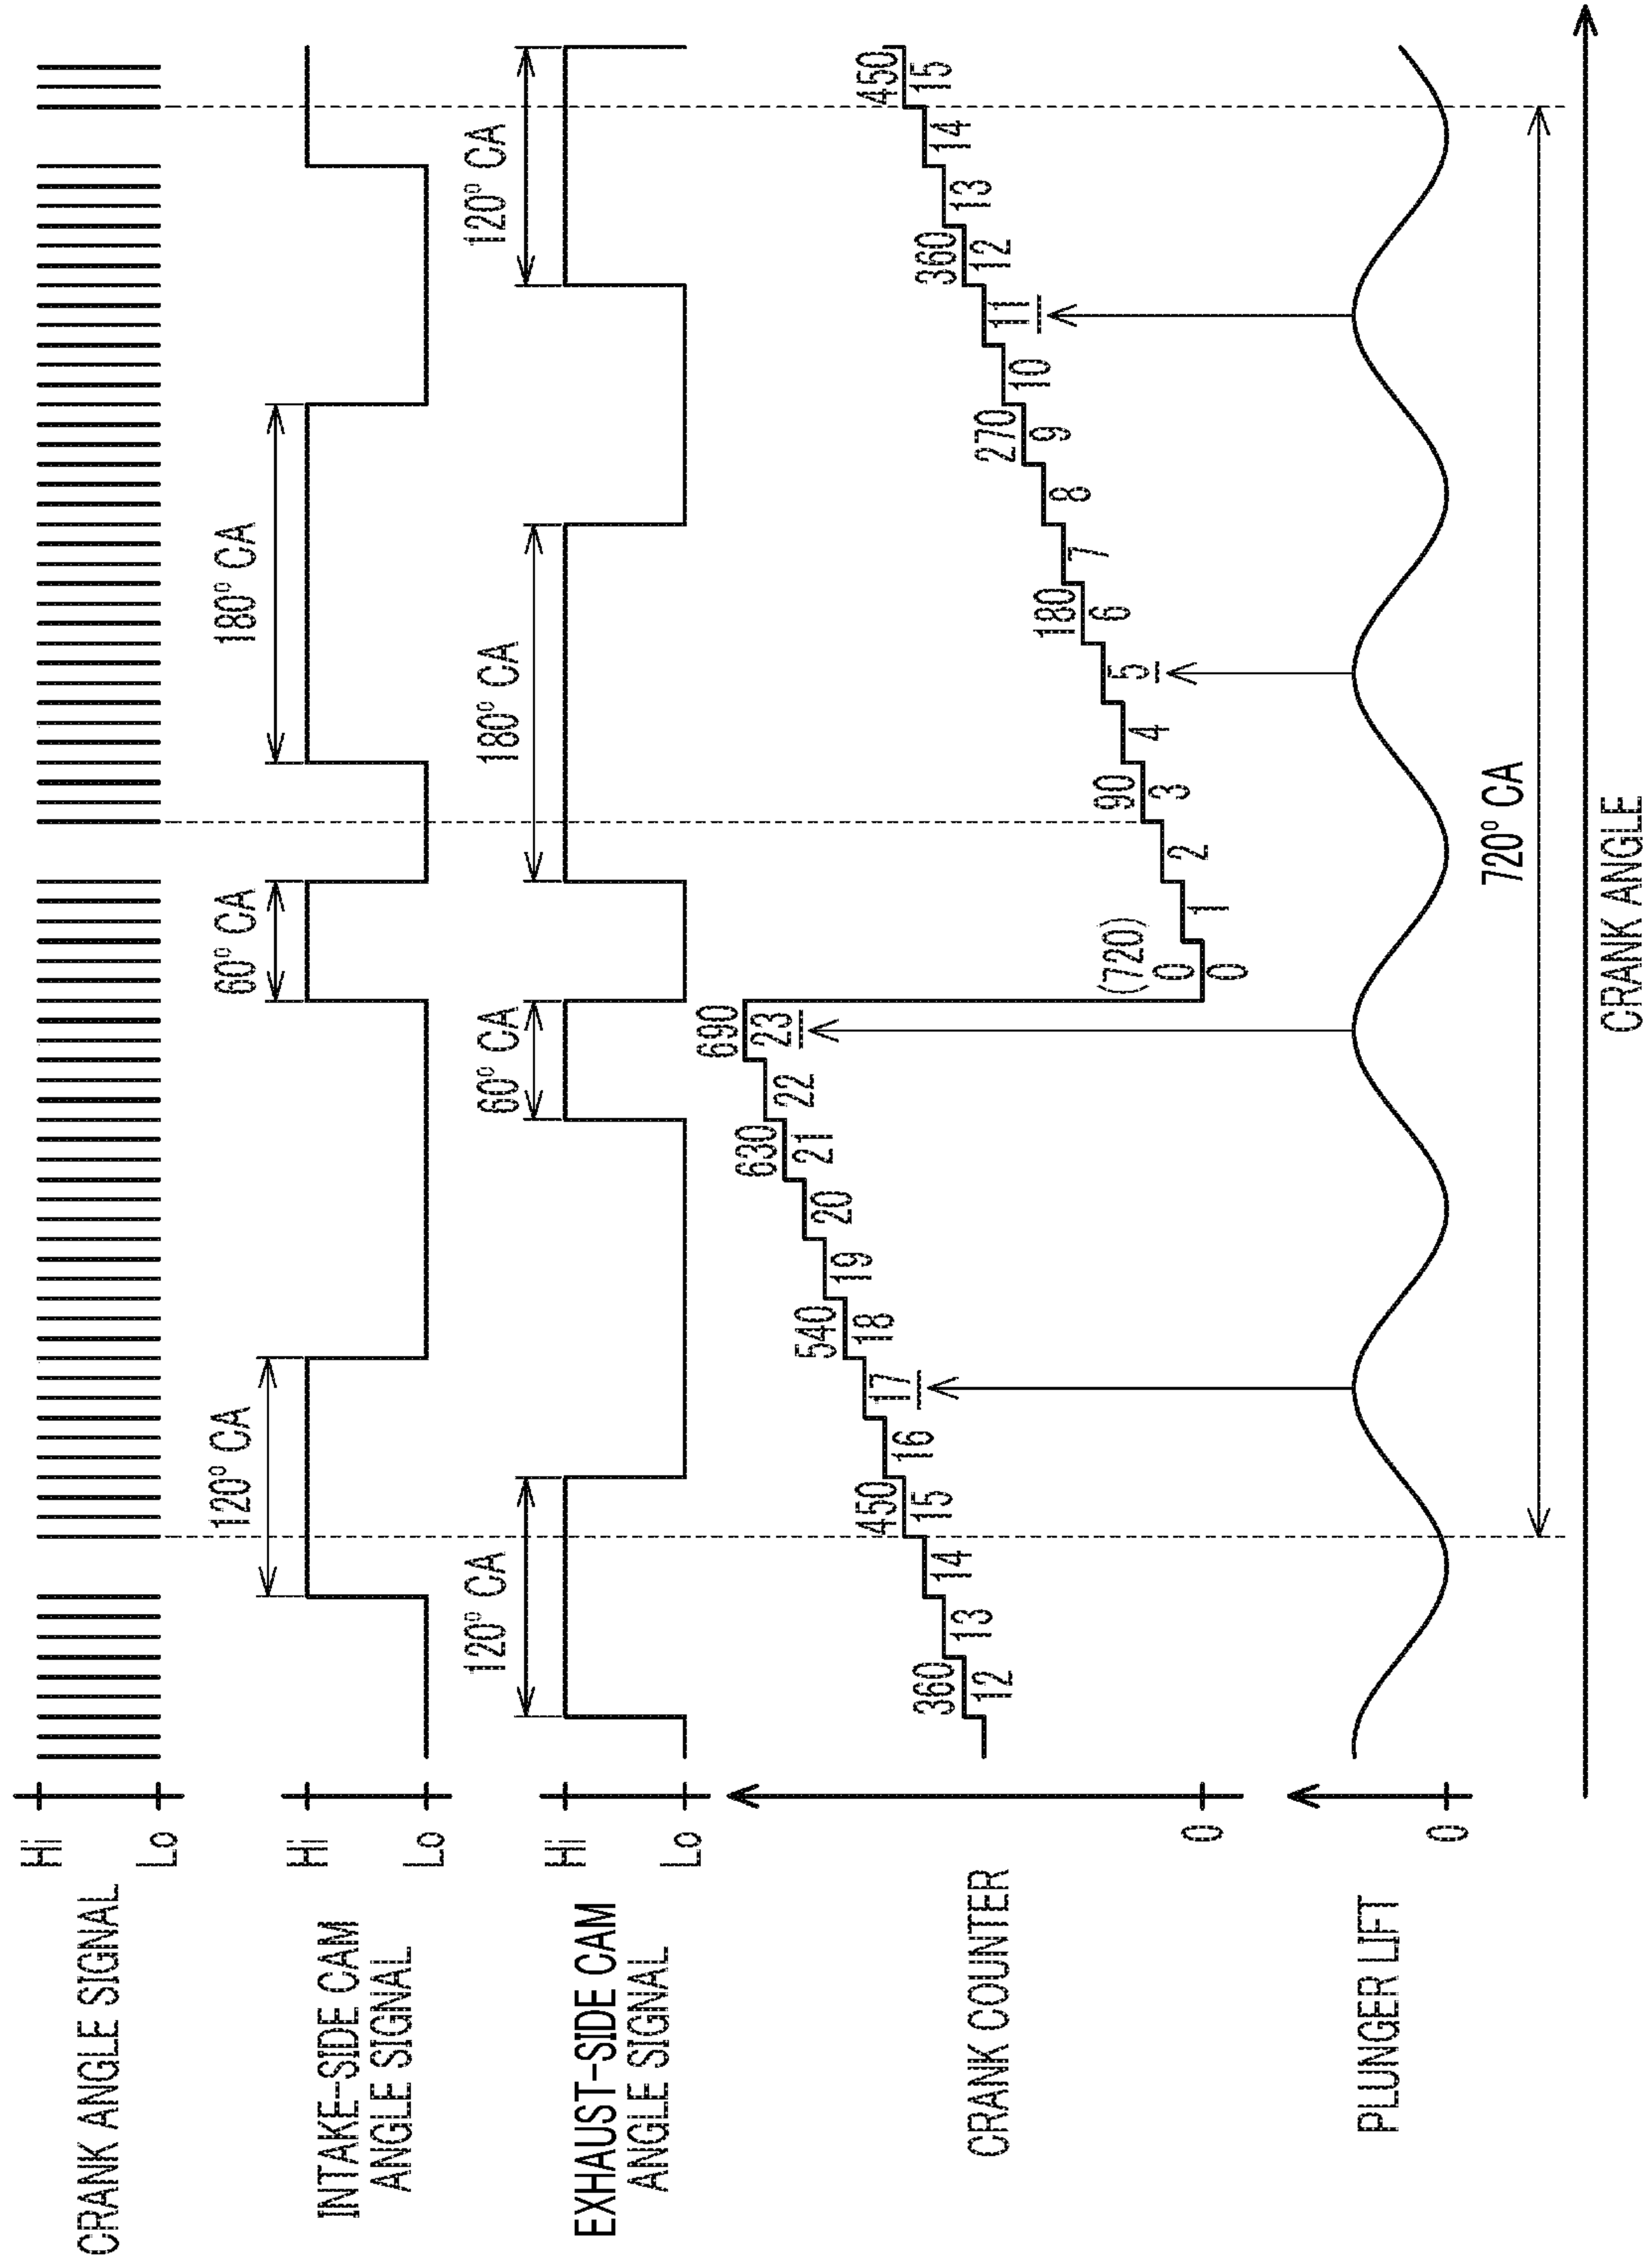 CRANK ANGLE SIGNAL
Hi
Lo
INTAKE-SIDE CAM
ANGLE SIGNAL
Hi
Lo
120° CA
60° CA
180° CA
EXHAUST-SIDE CAM
ANGLE SIGNAL
Hi
Lo
120° CA
60° CA
180° CA
120° CA
CRANK COUNTER
0
360
12
13
14
450
15
16
17
540
18
19
20
630
21
22
690
23
(720)
0
0
1
2
90
3
4
5
180
6
7
8
270
9
10
11
360
12
13
14
450
15
PLUNGER LIFT
0
720° CA
CRANK ANGLE